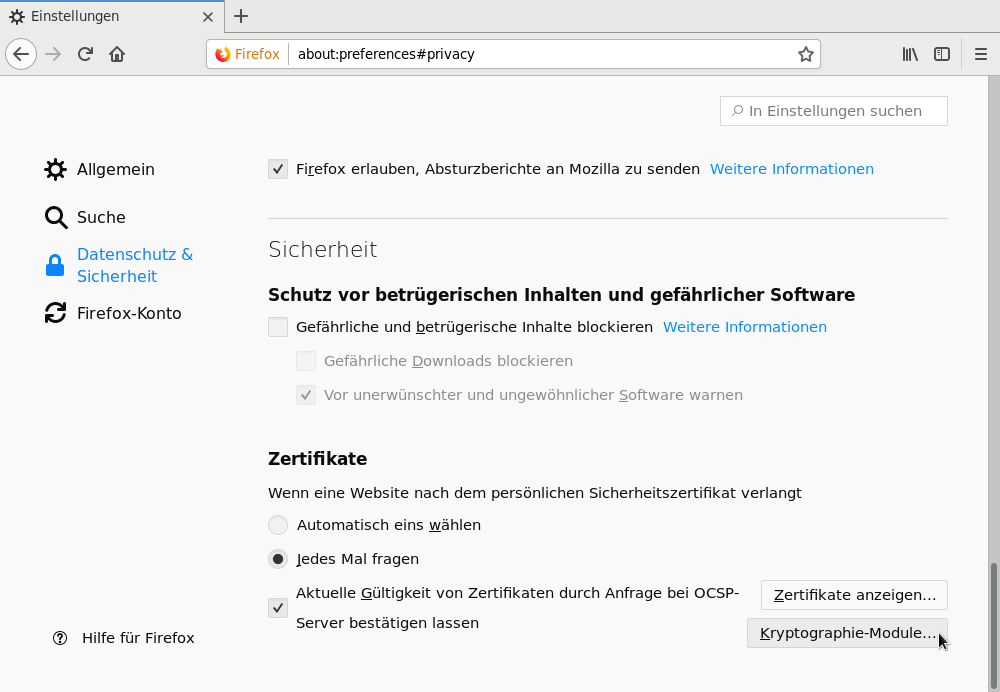 Einstellungen
Firefox
about:preferences#privacy
In Einstellungen suchen
Allgemein
Suche
Datenschutz &
Sicherheit
Firefox-Konto
Hilfe für Firefox
Firefox erlauben, Absturzberichte an Mozilla zu senden Weitere Informationen
Sicherheit
Schutz vor betrügerischen Inhalten und gefährlicher Software
Gefährliche und betrügerische Inhalte blockieren Weitere Informationen
Gefährliche Downloads blockieren
Vor unerwünschter und ungewöhnlicher Software warnen
Zertifikate
Wenn eine Website nach dem persönlichen Sicherheitszertifikat verlangt
Automatisch eins wählen
Jedes Mal fragen
Aktuelle Gültigkeit von Zertifikaten durch Anfrage bei OCSP-
Server bestätigen lassen
Zertifikate anzeigen…
Kryptographie-Module…